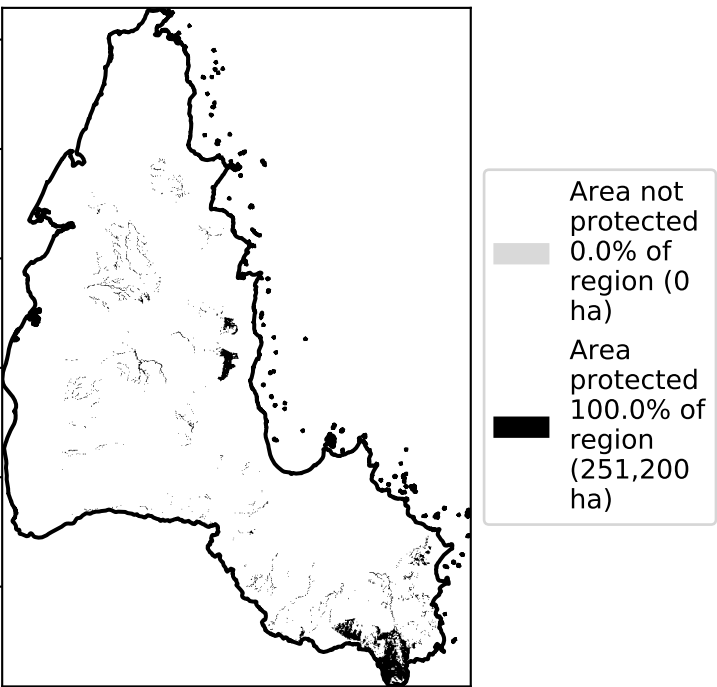 Area not
protected
0.0% of
region (0
ha)
Area
protected
100.0% of
region
(251,200
ha)